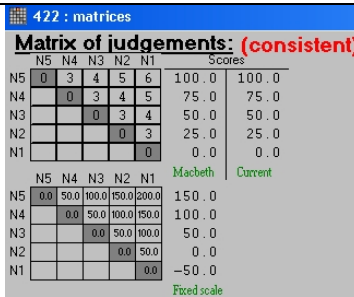 422 : matrices
Matrix of judgements: (consistent)
N5 N4 N3 N2 N1 Scores
N5 0 3 4 5 6 100.0 100.0
N4 0 3 4 5 75.0 75.0
N3 0 3 4 50.0 50.0
N2 0 3 25.0 25.0
N1 0 0.0 0.0
Macbeth Current
N5 N4 N3 N2 N1
N5 0.0 50.0 100.0 150.0 200.0 150.0
N4 0.0 50.0 100.0 150.0 100.0
N3 0.0 50.0 100.0 50.0
N2 0.0 50.0 0.0
N1 0.0 -50.0
Fixed scale